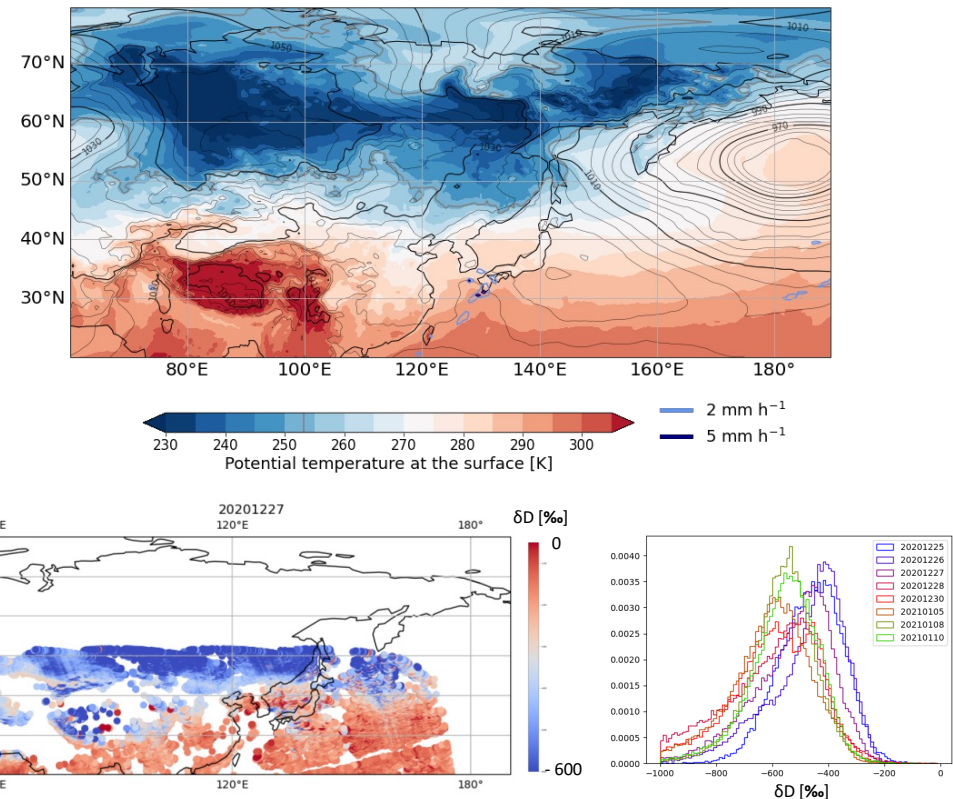 1050
1010
1010
70°N
990
970
60°N
1030
1030
50°N
1010
40°N
30°N
80°E 100°E 120°E 140°E 160°E 180°
230 240 250 260 270 280 290 300
Potential temperature at the surface [K]
2 mm h⁻¹
5 mm h⁻¹
20201227
E 120°E 180°
δD [‰]
0
- 600
120°E 180°
0.0040
0.0035
0.0030
0.0025
0.0020
0.0015
0.0010
0.0005
0.0000
20201225
20201226
20201227
20201228
20201230
20210105
20210108
20210110
−1000 −800 −600 −400 −200 0
δD [‰]